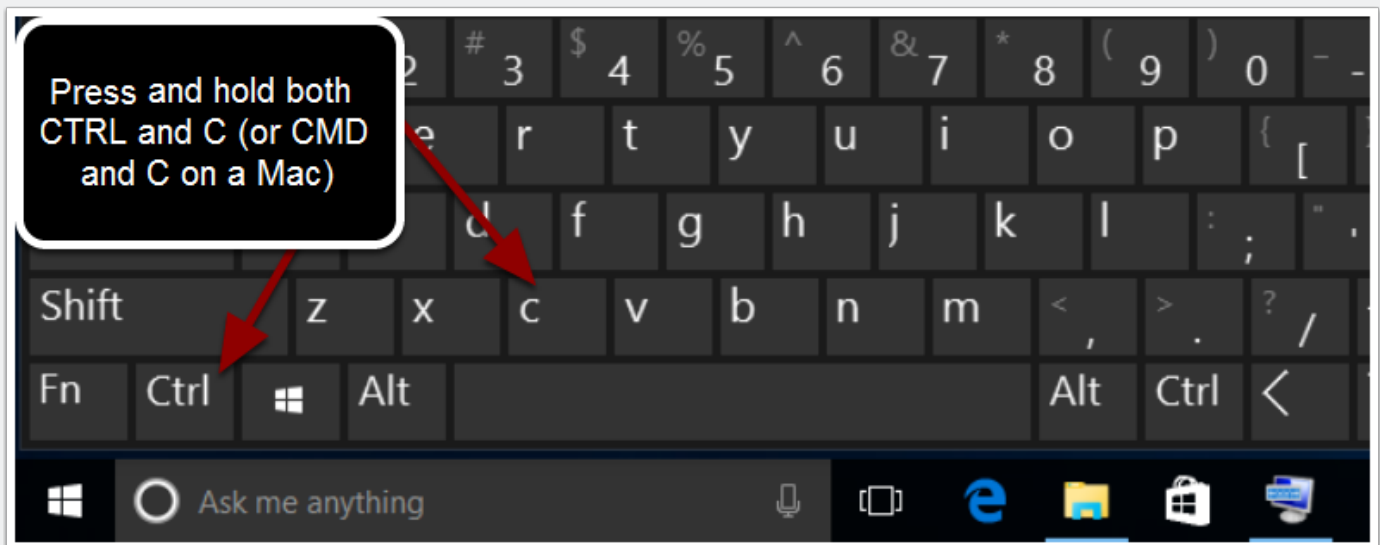 Press and hold both
CTRL and C (or CMD
and C on a Mac)
2 # 3 $ 4 % 5 ^ 6 & 7 * 8 ( 9 ) 0 _ -
e r t y u i o p { [
d f g h j k l : ; " '
Shift z x c v b n m < , > . ? /
Fn Ctrl Alt Alt Ctrl
Ask me anything